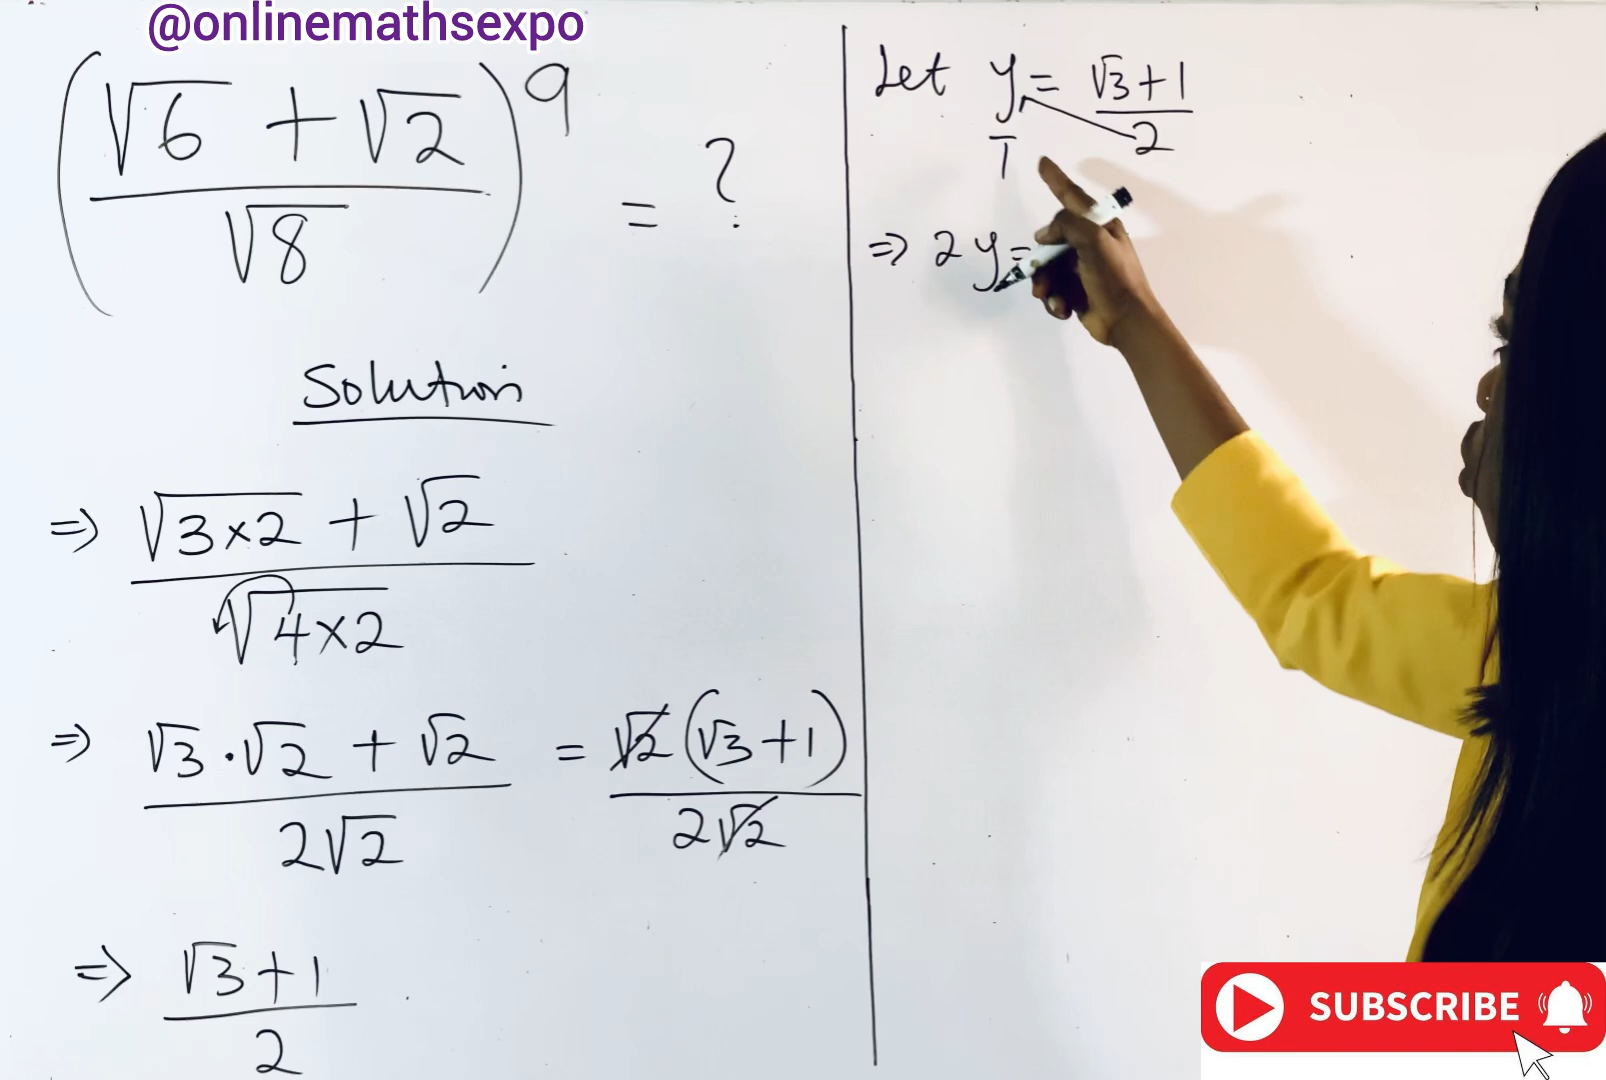 @onlinemathsexpo
(√6 + √2 / √8)^9 = ?
Solution
=> √3×2 + √2 / √4×2
=> √3 · √2 + √2 / 2√2 = √2(√3+1) / 2√2
=> √3+1 / 2
Let y = √3+1 / 2
1
=> 2y =
SUBSCRIBE